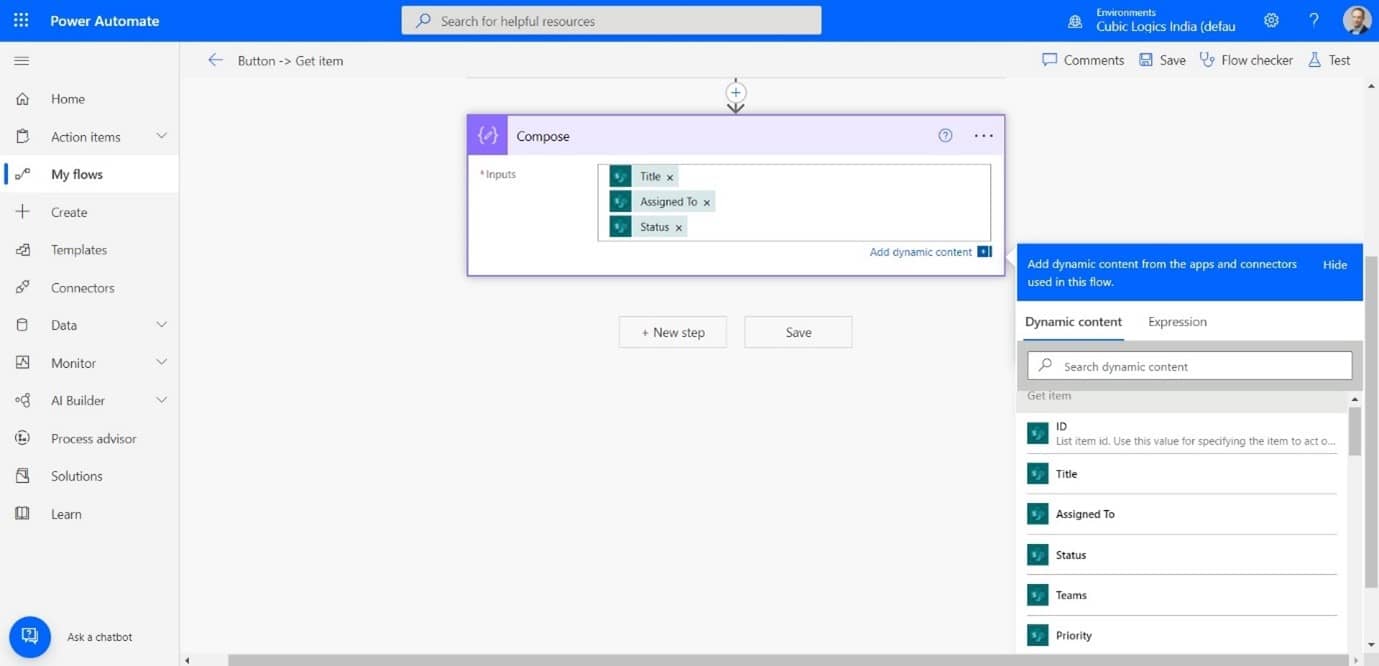 Power Automate
Search for helpful resources
Environments
Cubic Logics India (defau
?
Button -> Get item
Comments
Save
Flow checker
Test
Home
Action items
My flows
Create
Templates
Connectors
Data
Monitor
AI Builder
Process advisor
Solutions
Learn
Ask a chatbot
Compose
? ...
* Inputs
Title ×
Assigned To ×
Status ×
Add dynamic content
+ New step
Save
Add dynamic content from the apps and connectors
used in this flow.
Hide
Dynamic content
Expression
Search dynamic content
Get item
ID
List item id. Use this value for specifying the item to act o...
Title
Assigned To
Status
Teams
Priority